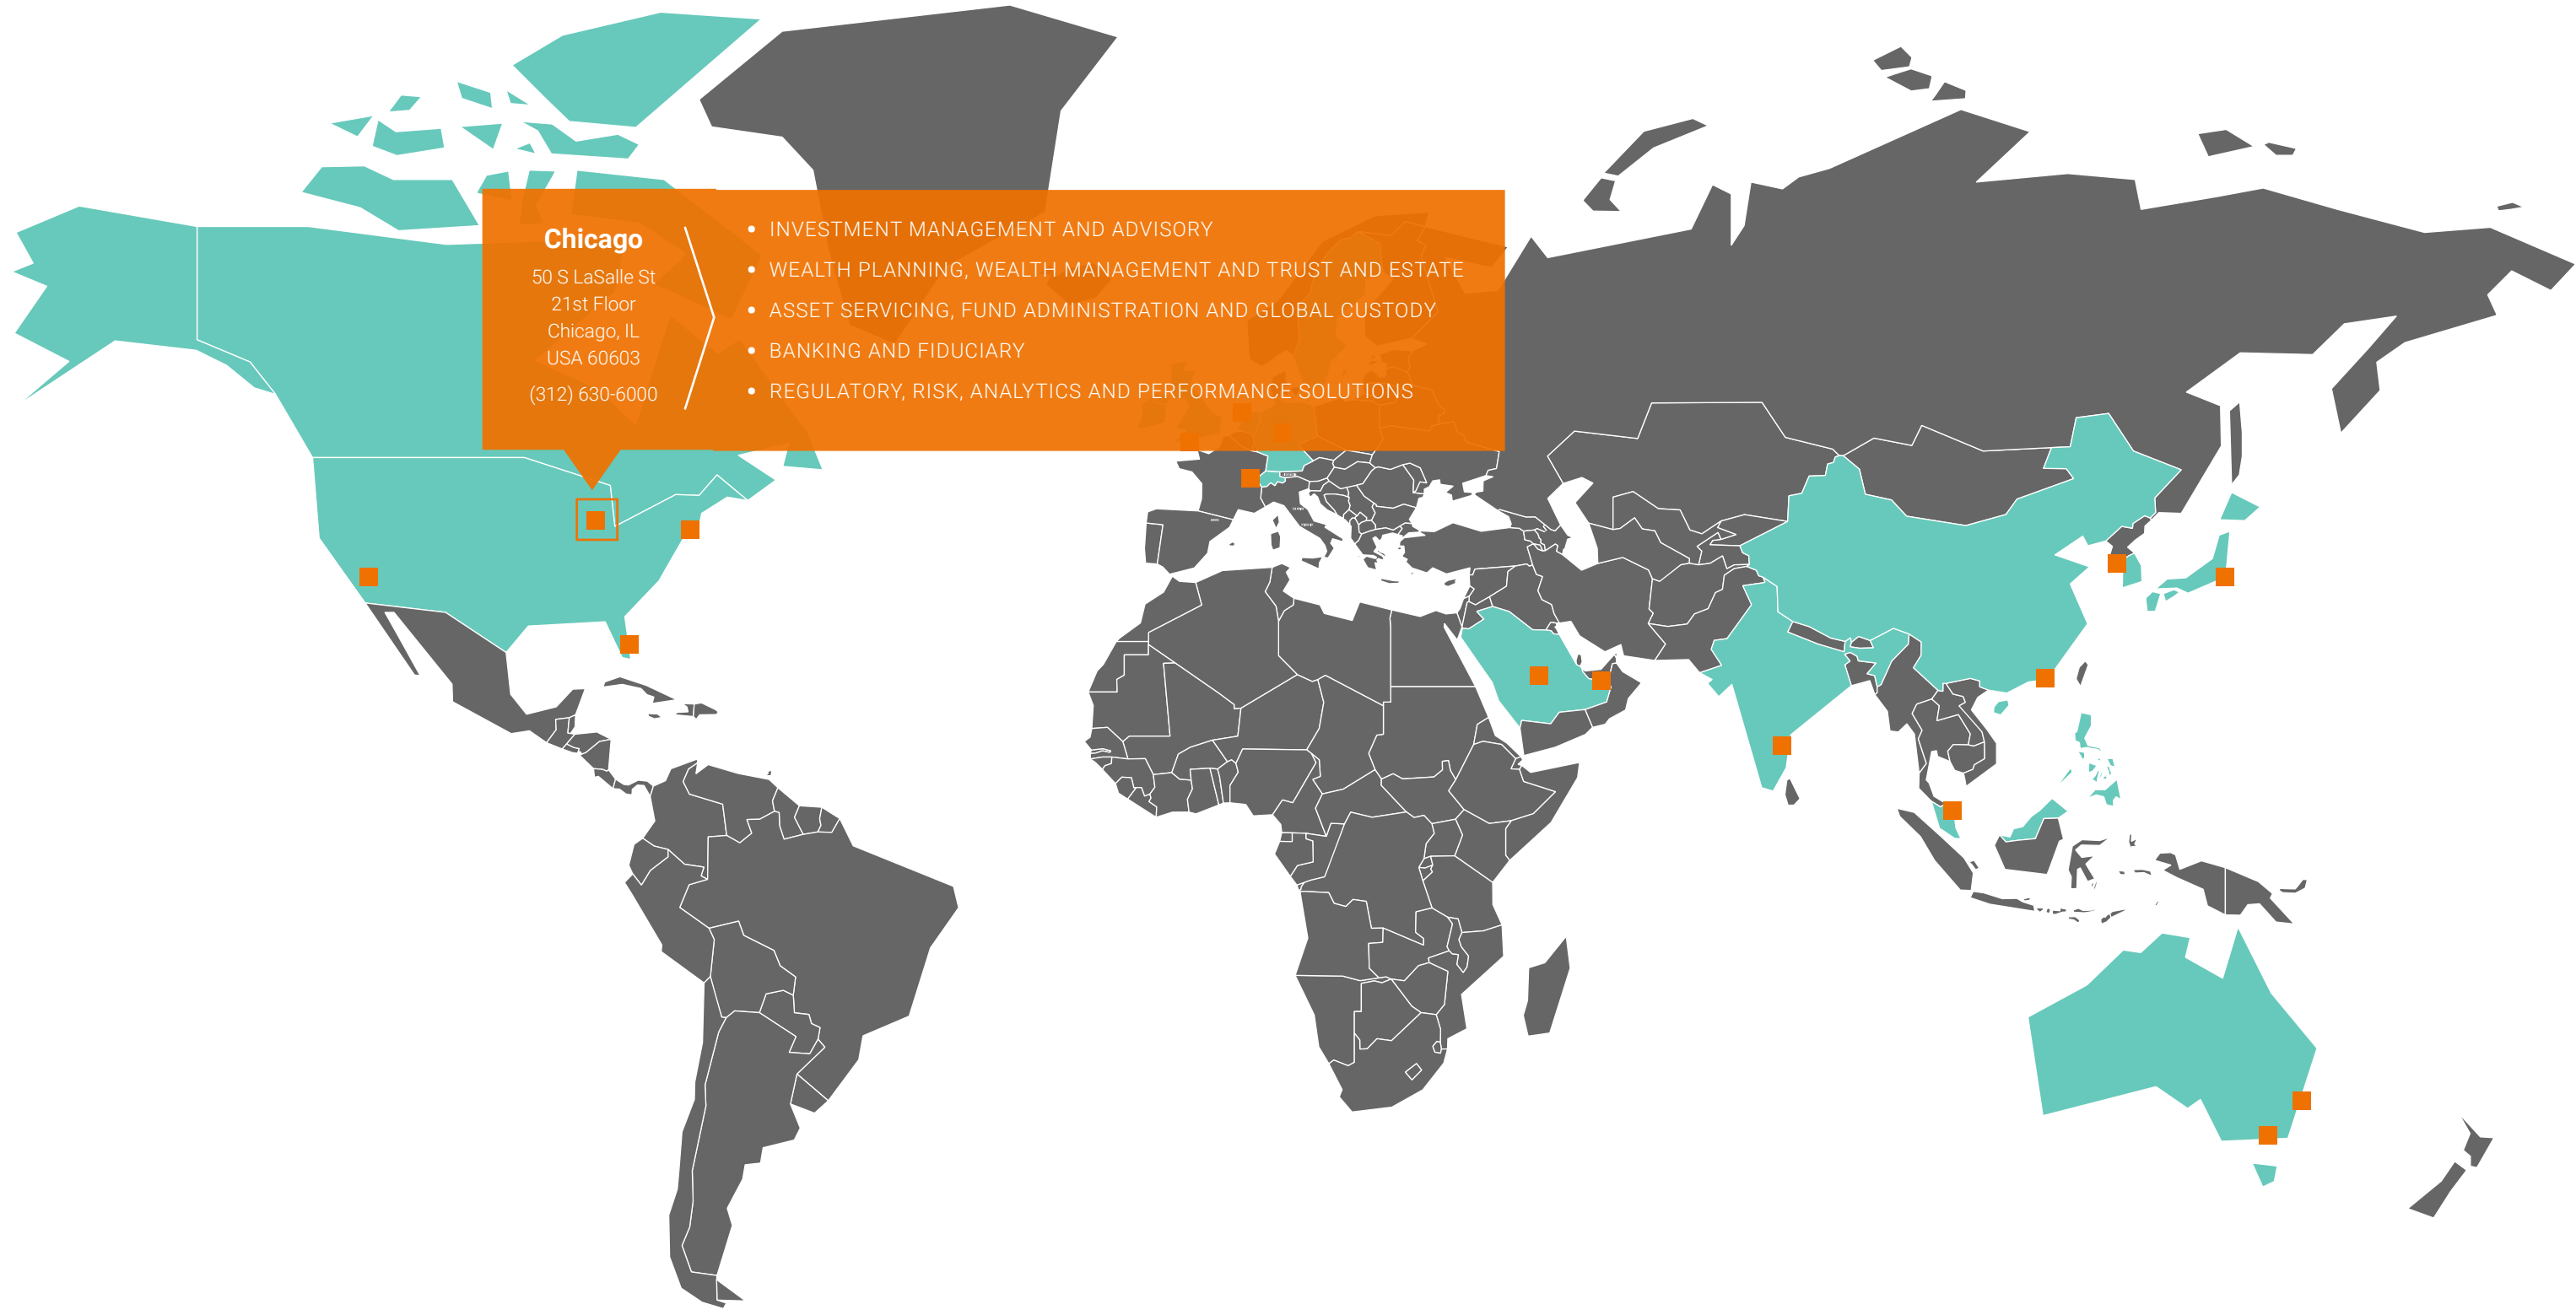 Chicago
50 S LaSalle St
21st Floor
Chicago, IL
USA 60603
(312) 630-6000
• INVESTMENT MANAGEMENT AND ADVISORY
• WEALTH PLANNING, WEALTH MANAGEMENT AND TRUST AND ESTATE
• ASSET SERVICING, FUND ADMINISTRATION AND GLOBAL CUSTODY
• BANKING AND FIDUCIARY
• REGULATORY, RISK, ANALYTICS AND PERFORMANCE SOLUTIONS